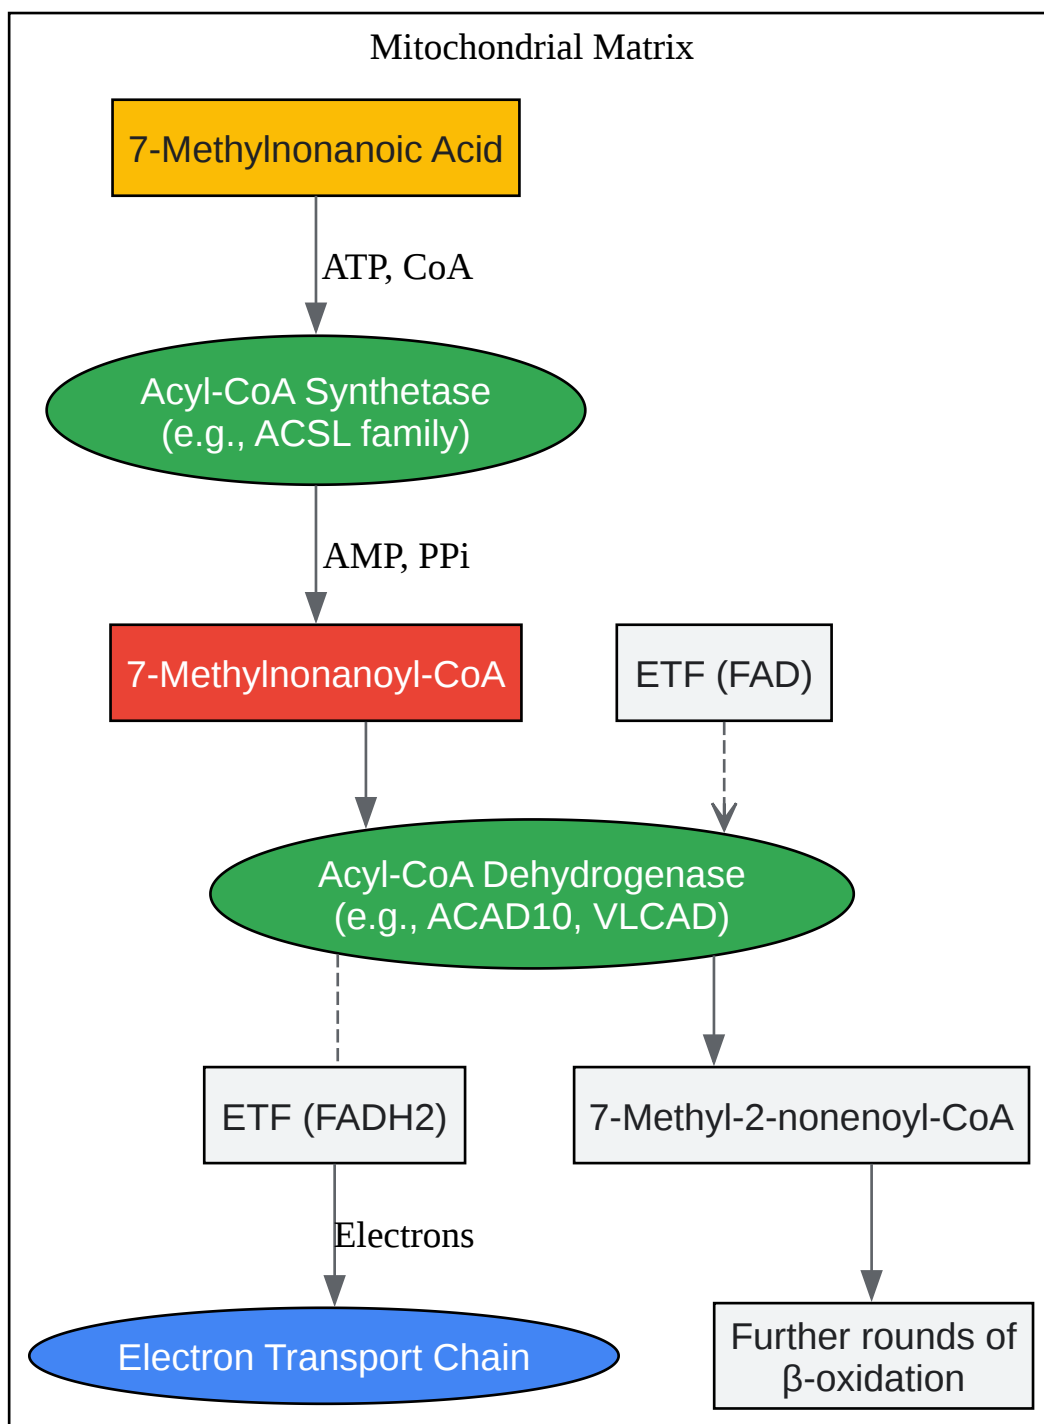 Mitochondrial Matrix
7-Methylnonanoic Acid
ATP, CoA
Acyl-CoA Synthetase
(e.g., ACSL family)
AMP, PPi
7-Methylnonanoyl-CoA
ETF (FAD)
Acyl-CoA Dehydrogenase
(e.g., ACAD10, VLCAD)
ETF (FADH2)
7-Methyl-2-nonenoyl-CoA
Electrons
Electron Transport Chain
Further rounds of
β-oxidation